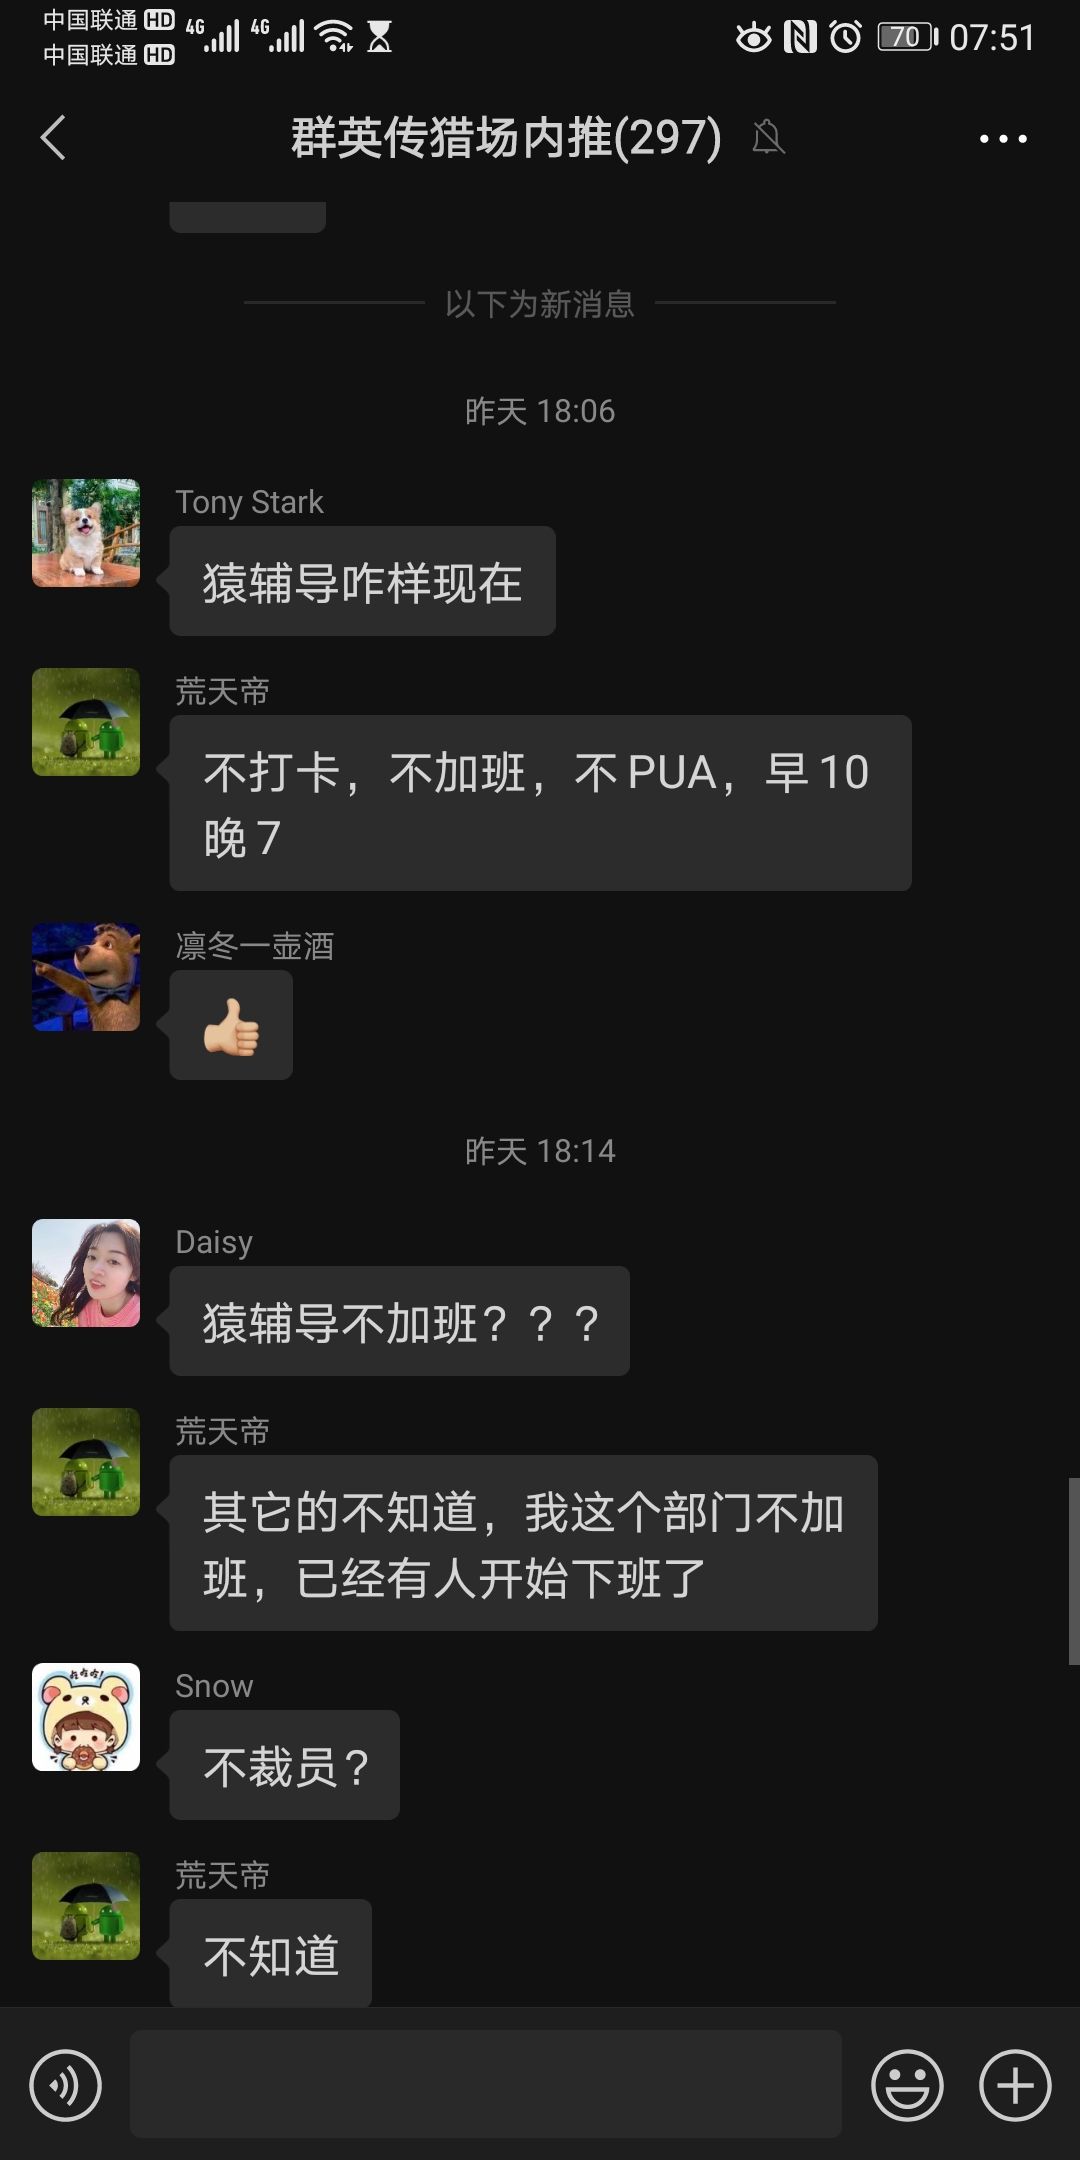 中国联通 HD 4G 4G 70 07:51
中国联通 HD
群英传猎场内推(297)
以下为新消息
昨天 18:06
Tony Stark
猿辅导咋样现在
荒天帝
不打卡，不加班，不PUA，早10
晚7
凛冬一壶酒
昨天 18:14
Daisy
猿辅导不加班？？？
荒天帝
其它的不知道，我这个部门不加
班，已经有人开始下班了
Snow
不裁员？
荒天帝
不知道